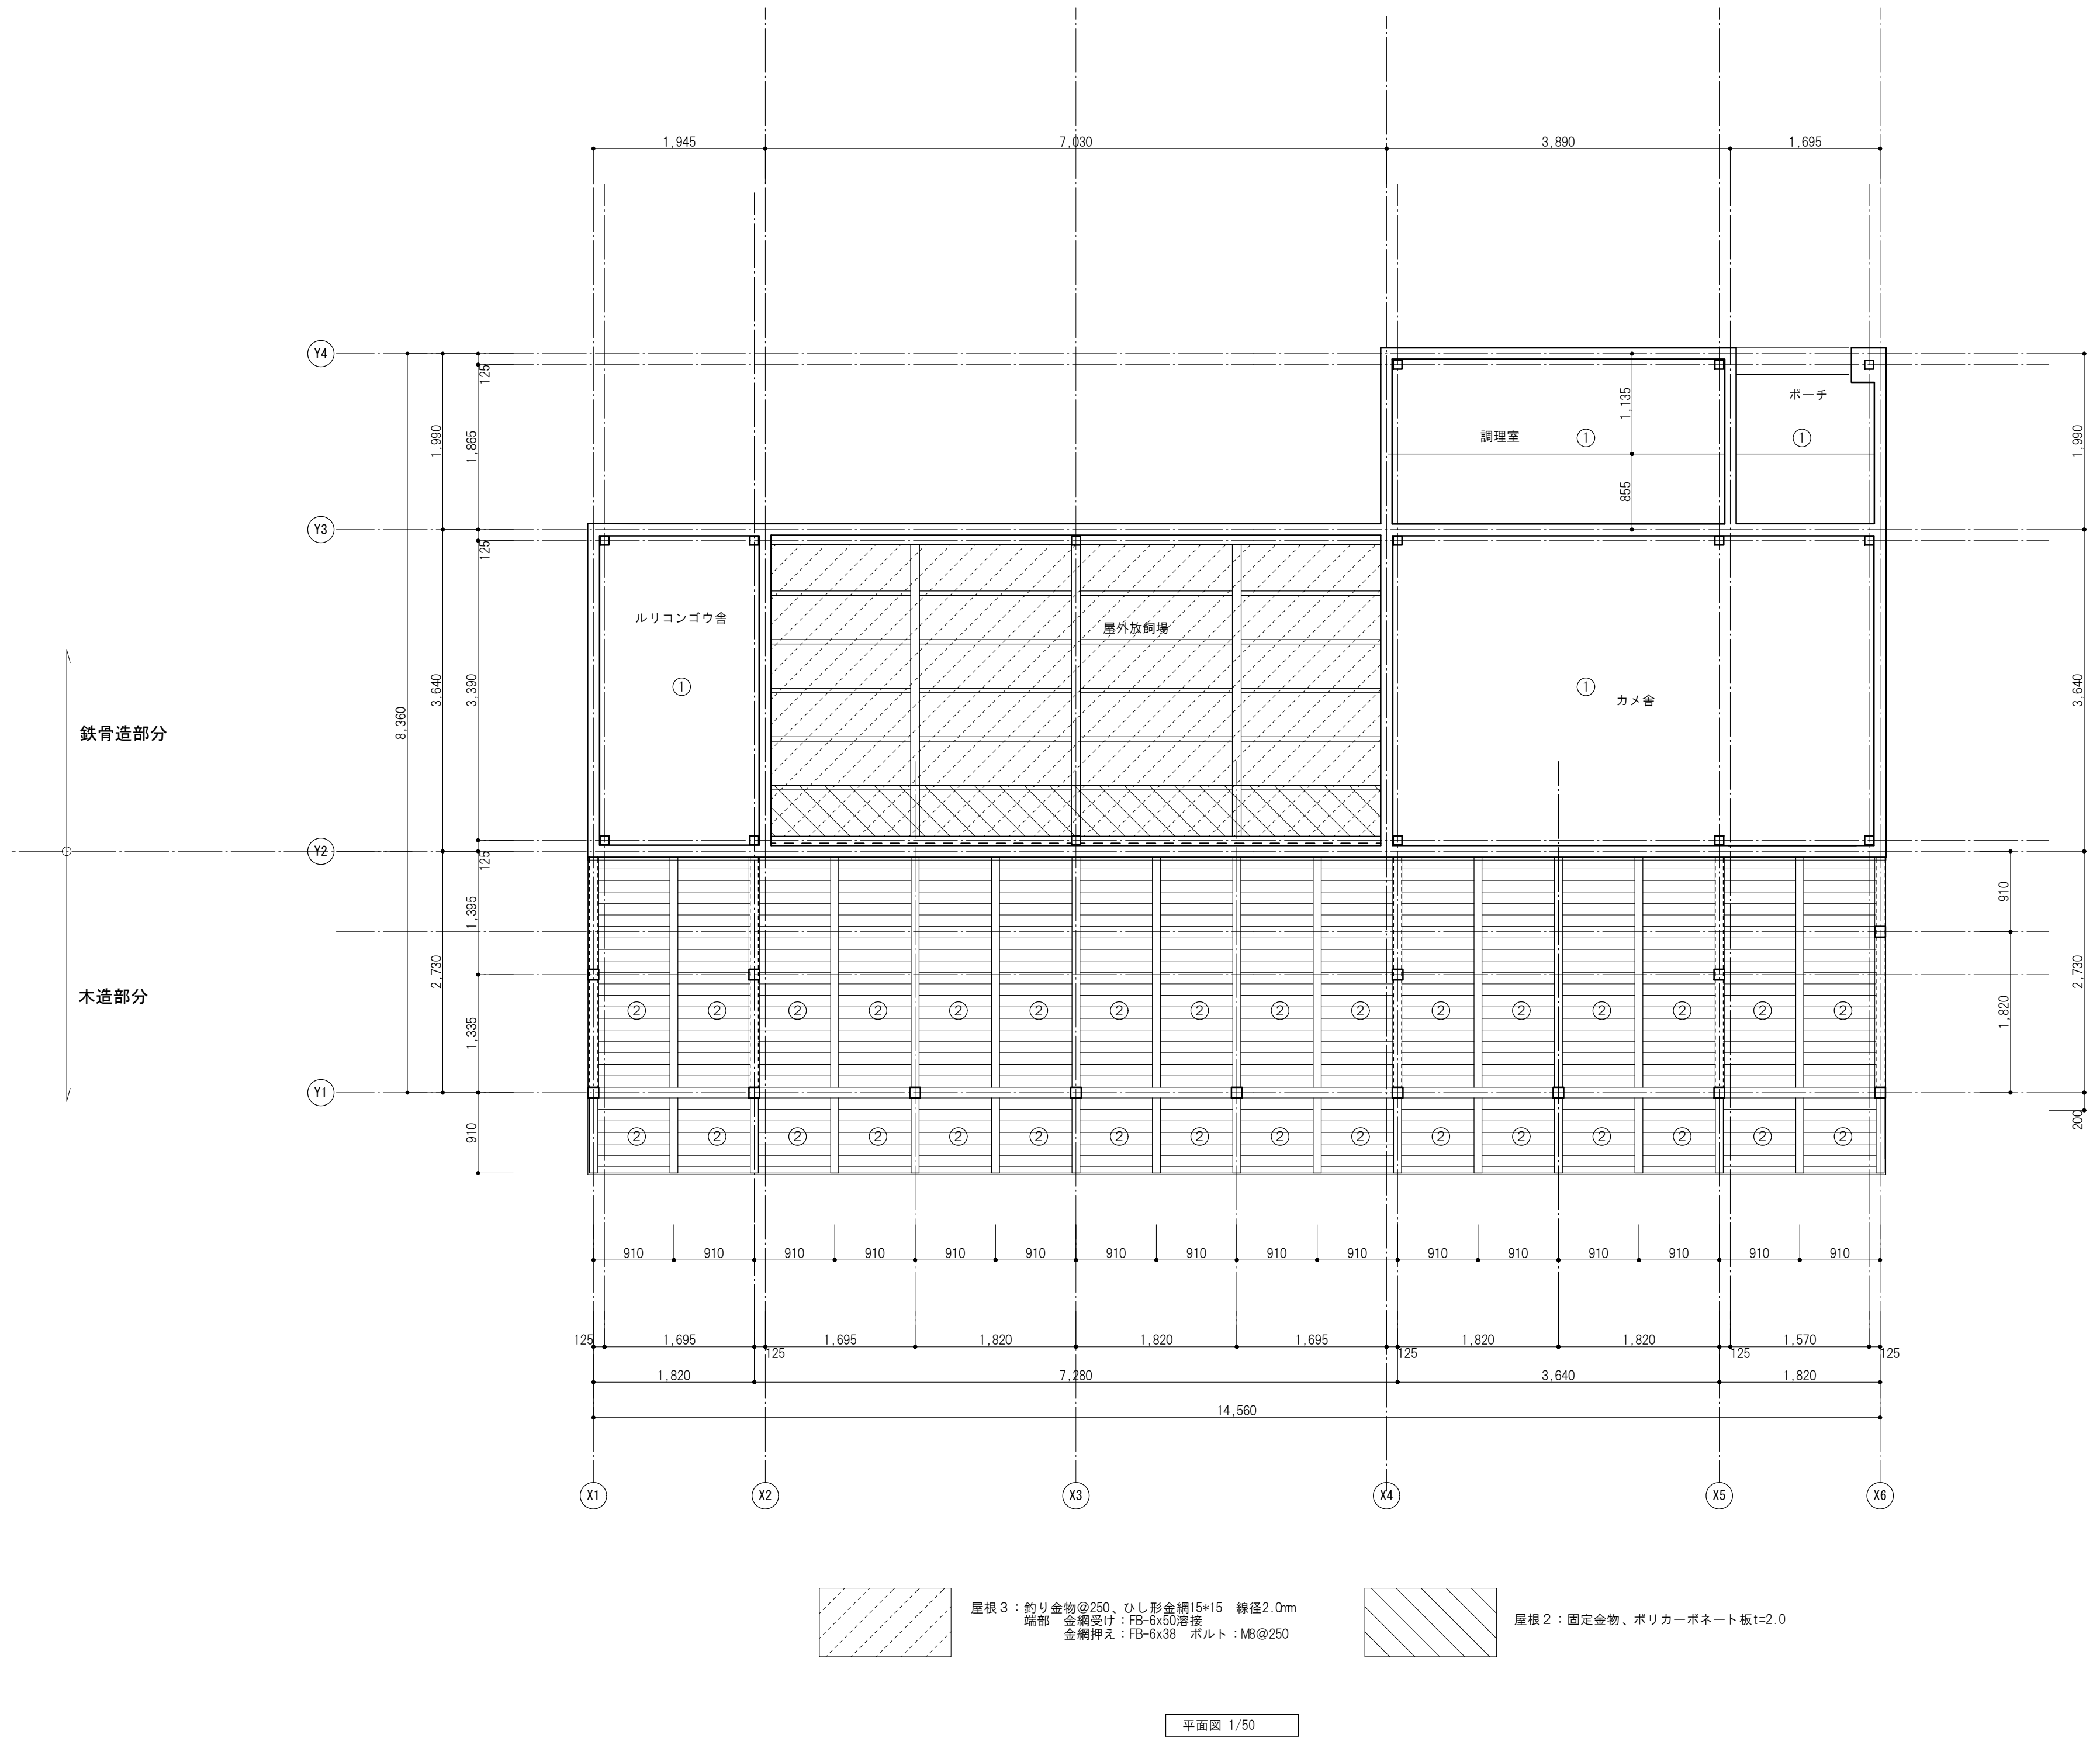 1,945 7,030 3,890 1,695
Y4
125
1,135
ポーチ
調理室 ① ①
1,990 1,865 1,990
855
Y3
125
ルリコンゴウ舎 屋外放飼場
① ① カメ舎
8,360 3,640 3,390 3,640
鉄骨造部分
Y2
125
910
1,395
2,730 2,730
木造部分
② ② ② ② ② ② ② ② ② ② ② ② ② ② ② ②
1,335 1,820
Y1
200
910
② ② ② ② ② ② ② ② ② ② ② ② ② ② ② ②
910 910 910 910 910 910 910 910 910 910 910 910 910 910 910 910
125 1,695 125 1,695 1,820 1,820 1,695 125 1,820 1,820 125 1,570 125
1,820 7,280 3,640 1,820
14,560
X1 X2 X3 X4 X5 X6
屋根３：釣り金物@250、ひし形金網15*15　線径2.0mm
端部　金網受け：FB-6x50溶接
金網押え：FB-6x38　ボルト：M8@250
屋根２：固定金物、ポリカーボネート板t=2.0
平面図 1/50